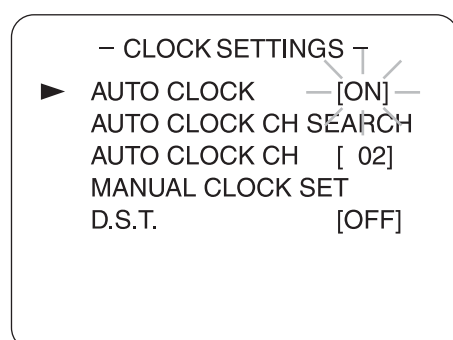 – CLOCK SETTINGS –
► AUTO CLOCK [ON]
AUTO CLOCK CH SEARCH
AUTO CLOCK CH [ 02]
MANUAL CLOCK SET
D.S.T. [OFF]